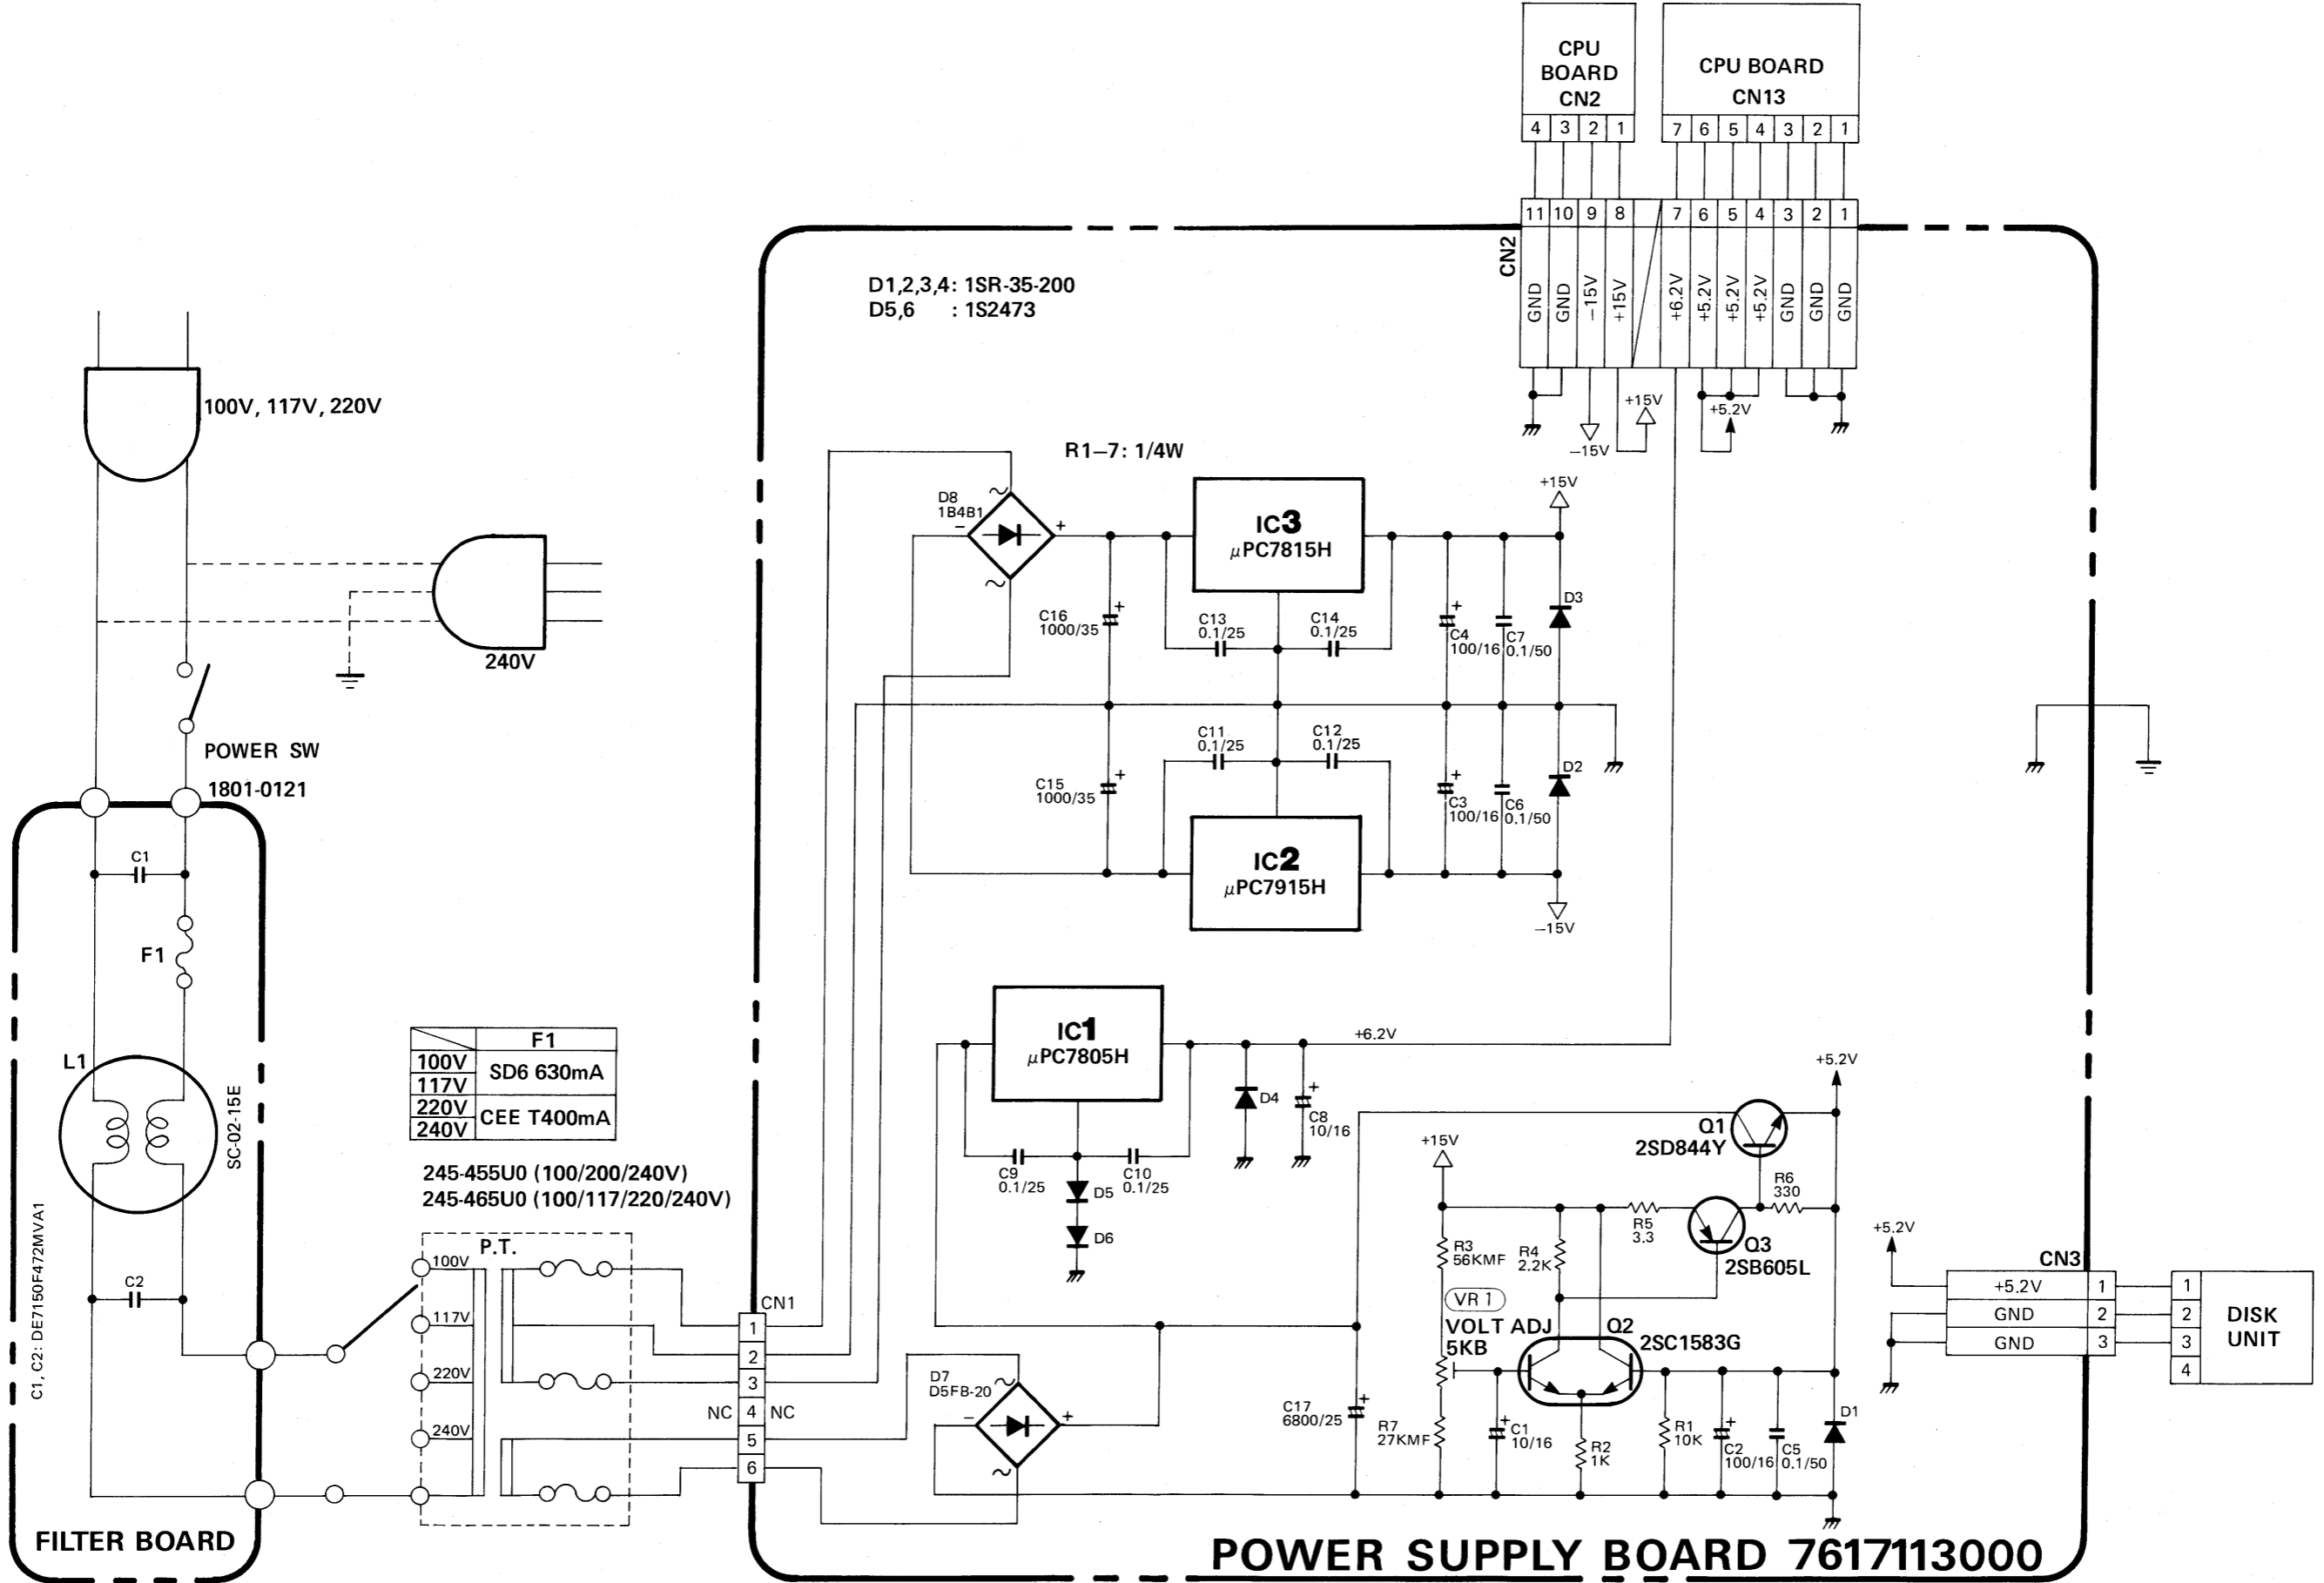 CPU
BOARD
CN2
4 3 2 1
CPU BOARD
CN13
7 6 5 4 3 2 1
11 10 9 8 7 6 5 4 3 2 1
CN2
GND
GND
−15V
+15V
+6.2V
+5.2V
+5.2V
+5.2V
GND
GND
GND
−15V
+15V
+5.2V
D1,2,3,4: 1SR-35-200
D5,6 : 1S2473
R1−7: 1/4W
100V, 117V, 220V
240V
POWER SW
1801-0121
C1
F1
L1
SC-02-15E
C2
C1, C2: DE7150F472MVA1
FILTER BOARD
F1
100V
117V
SD6 630mA
220V
240V
CEE T400mA
245-455U0 (100/200/240V)
245-465U0 (100/117/220/240V)
P.T.
100V
117V
220V
240V
CN1
1
2
3
NC 4 NC
5
6
D8
1B4B1
− +
C16
1000/35
+
IC3
μPC7815H
C13
0.1/25
C14
0.1/25
+
C4
100/16
C7
0.1/50
D3
+15V
C15
1000/35
+
C11
0.1/25
C12
0.1/25
IC2
μPC7915H
+
C3
100/16
C6
0.1/50
D2
−15V
IC1
μPC7805H
+6.2V
C9
0.1/25
C10
0.1/25
D5
D6
D4
+
C8
10/16
D7
D5FB-20
− +
C17
6800/25
+
+15V
R3
56KMF
R4
2.2K
R5
3.3
Q1
2SD844Y
R6
330
Q3
2SB605L
+5.2V
VR 1
VOLT ADJ
5KB
Q2
2SC1583G
R7
27KMF
+
C1
10/16
R2
1K
R1
10K
+
C2
100/16
C5
0.1/50
D1
+5.2V
CN3
+5.2V 1
GND 2
GND 3
1
2
3
4
DISK
UNIT
POWER SUPPLY BOARD 7617113000